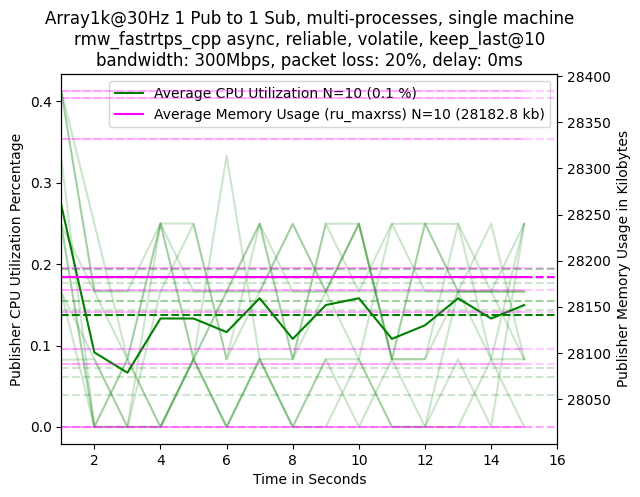 Array1k@30Hz 1 Pub to 1 Sub, multi-processes, single machine
rmw_fastrtps_cpp async, reliable, volatile, keep_last@10
bandwidth: 300Mbps, packet loss: 20%, delay: 0ms
Average CPU Utilization N=10 (0.1 %)
Average Memory Usage (ru_maxrss) N=10 (28182.8 kb)
Publisher CPU Utilization Percentage
0.4
0.3
0.2
0.1
0.0
28400
28350
28300
28250
28200
28150
28100
28050
Publisher Memory Usage in Kilobytes
2 4 6 8 10 12 14 16
Time in Seconds